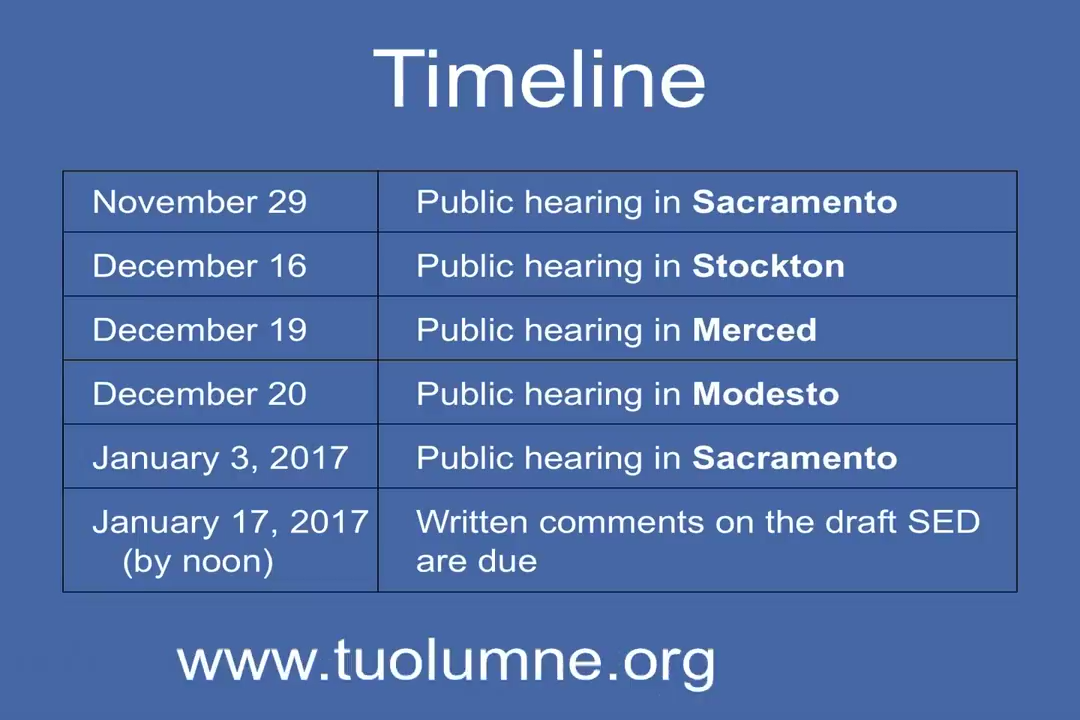 Timeline
November 29 Public hearing in Sacramento
December 16 Public hearing in Stockton
December 19 Public hearing in Merced
December 20 Public hearing in Modesto
January 3, 2017 Public hearing in Sacramento
January 17, 2017 Written comments on the draft SED
(by noon) are due
www.tuolumne.org